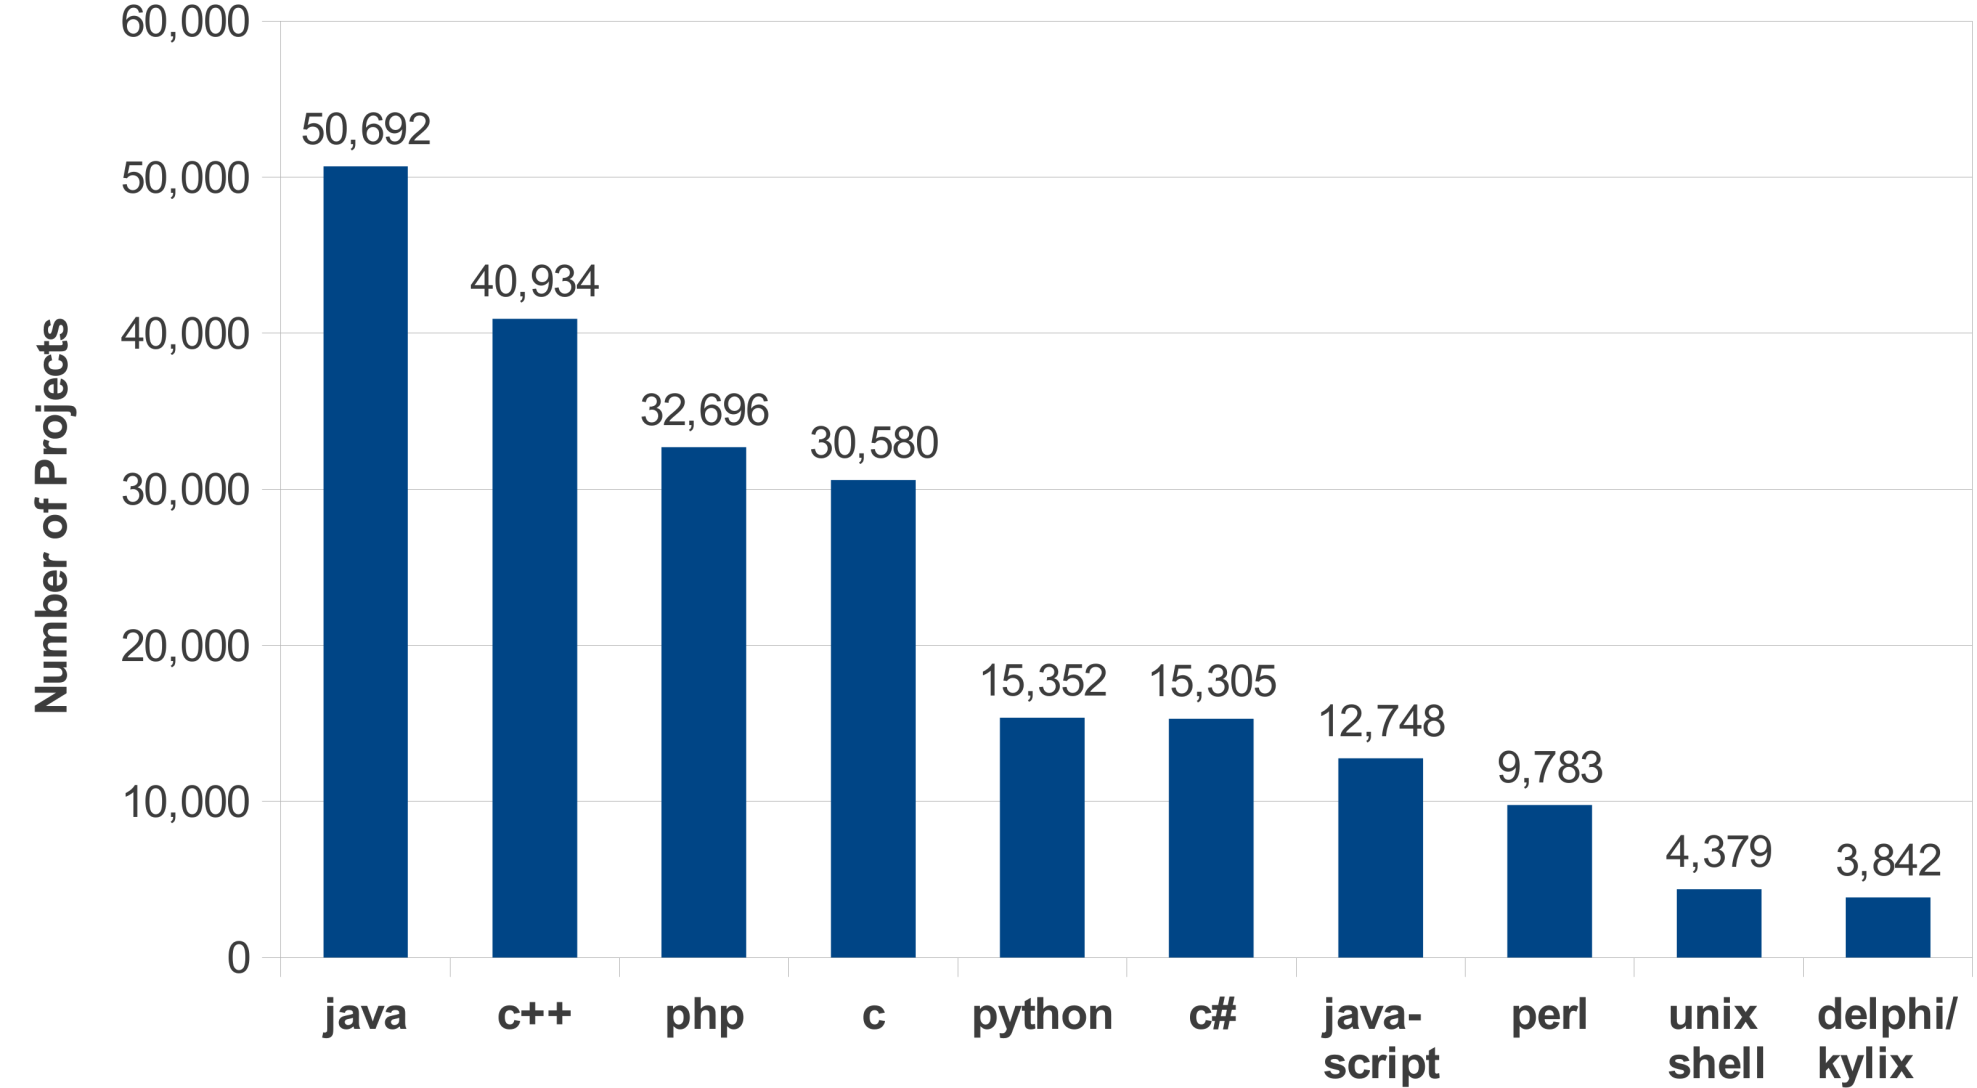 60,000
50,000
40,000
30,000
20,000
10,000
0
Number of Projects
50,692
40,934
32,696
30,580
15,352
15,305
12,748
9,783
4,379
3,842
java
c++
php
c
python
c#
java-
script
perl
unix
shell
delphi/
kylix